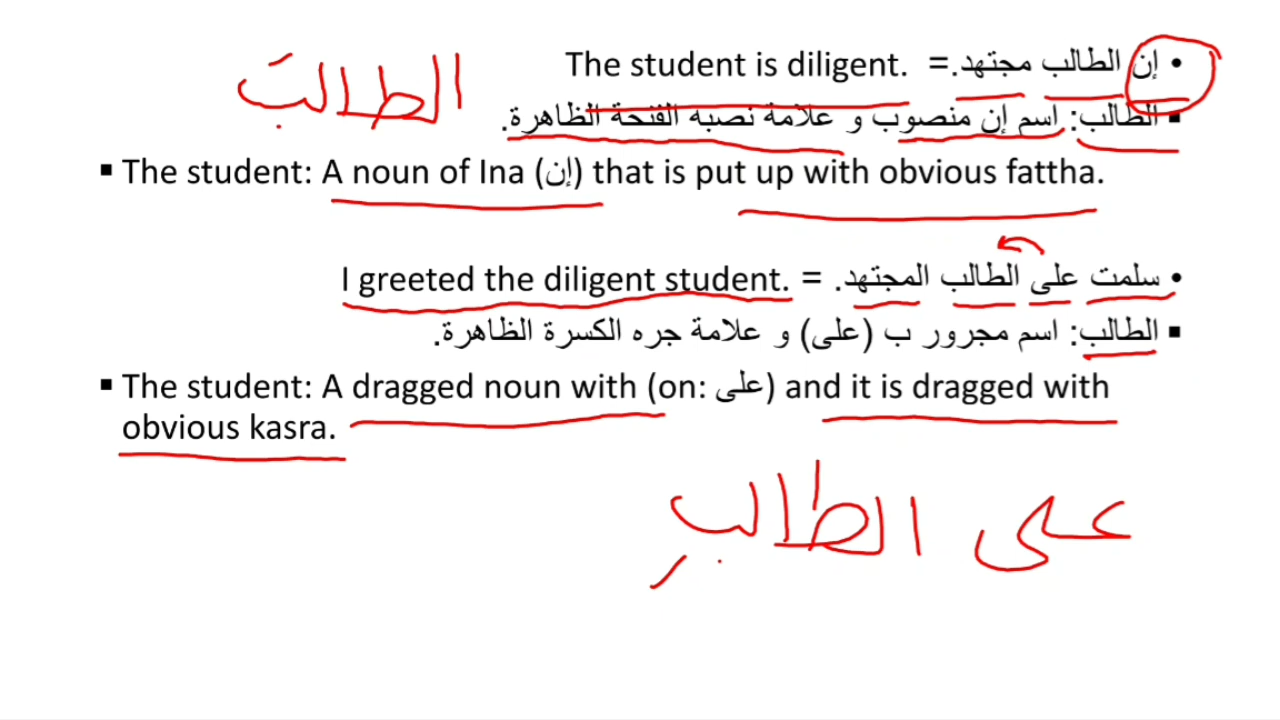 • إن الطالب مجتهد.= The student is diligent.
الطالبَ
▪ الطالب: اسم إن منصوب و علامة نصبه الفتحة الظاهرة.
▪ The student: A noun of Ina (إن) that is put up with obvious fattha.
• سلمت على الطالب المجتهد. = I greeted the diligent student.
▪ الطالب: اسم مجرور ب (على) و علامة جره الكسرة الظاهرة.
▪ The student: A dragged noun with (on: على) and it is dragged with
obvious kasra.
على الطالبِ